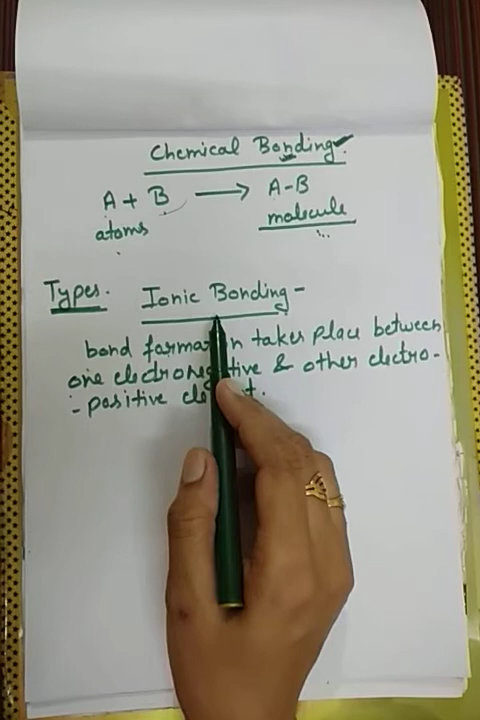 Chemical Bonding
A + B → A-B
atoms molecule
Types. Ionic Bonding -
bond takes place between
one & other electro-
- positive